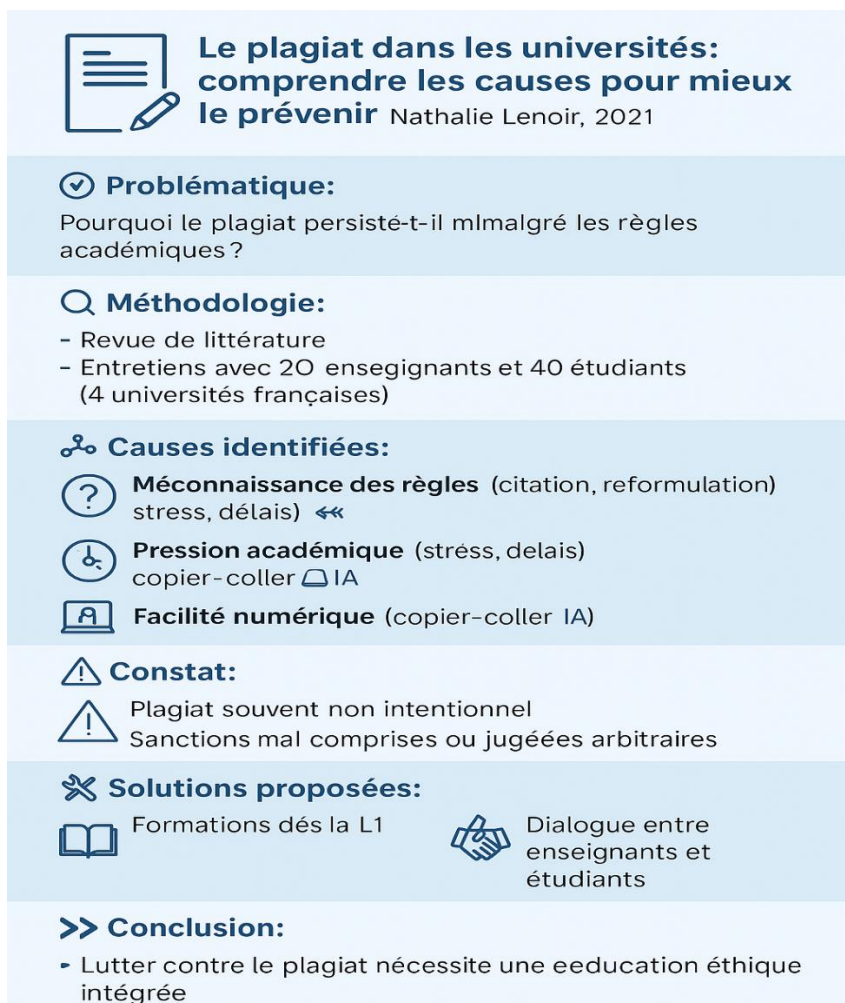 Le plagiat dans les universités:
comprendre les causes pour mieux
le prévenir Nathalie Lenoir, 2021
Problématique:
Pourquoi le plagiat persisté-t-il mlmalgré les règles
académiques ?
Méthodologie:
- Revue de littérature
- Entretiens avec 2O ensegignants et 40 étudiants
(4 universités françaises)
Causes identifiées:
Méconnaissance des règles (citation, reformulation)
stress, délais)
Pression académique (stréss, delais)
copier-coller IA
Facilité numérique (copier-coller IA)
Constat:
Plagiat souvent non intentionnel
Sanctions mal comprises ou jugéées arbitraires
Solutions proposées:
Formations dés la L1
Dialogue entre
enseignants et
étudiants
>> Conclusion:
- Lutter contre le plagiat nécessite une eeducation éthique
intégrée